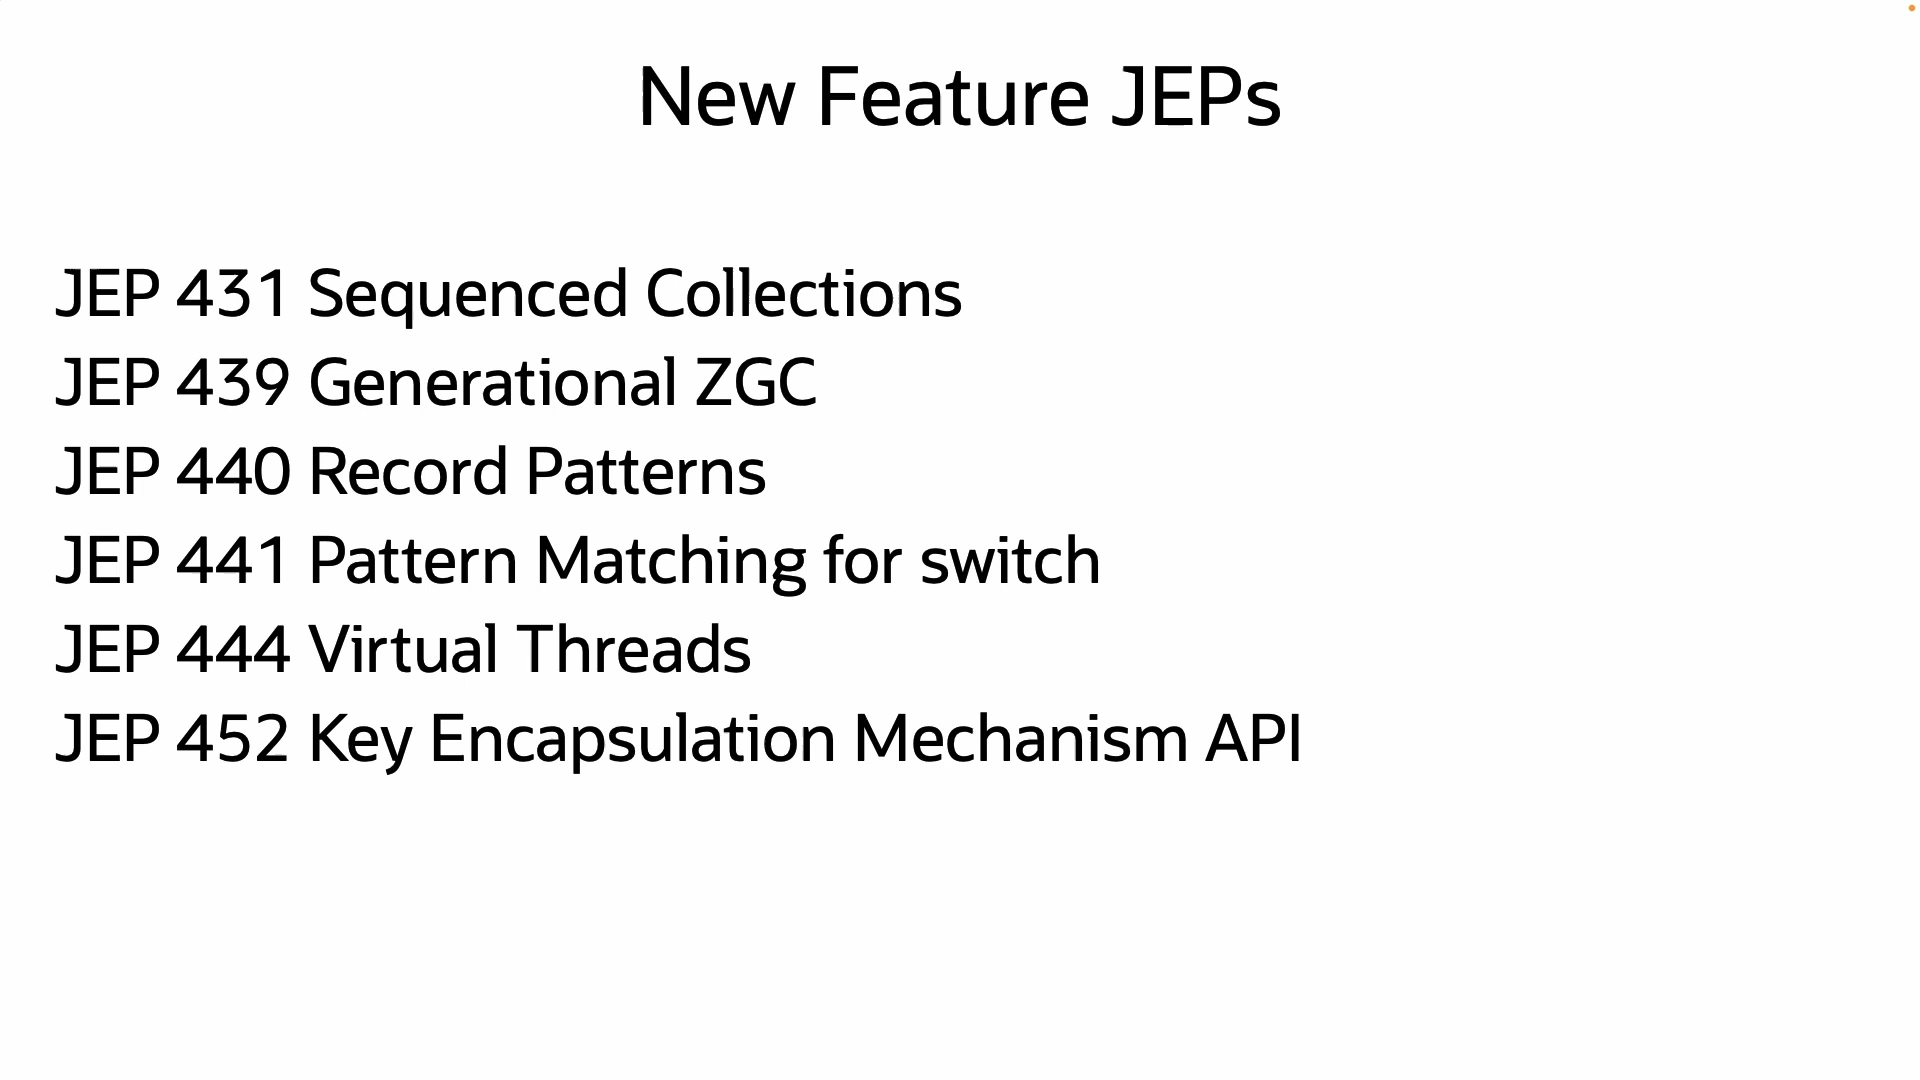 New Feature JEPs
JEP 431 Sequenced Collections
JEP 439 Generational ZGC
JEP 440 Record Patterns
JEP 441 Pattern Matching for switch
JEP 444 Virtual Threads
JEP 452 Key Encapsulation Mechanism API